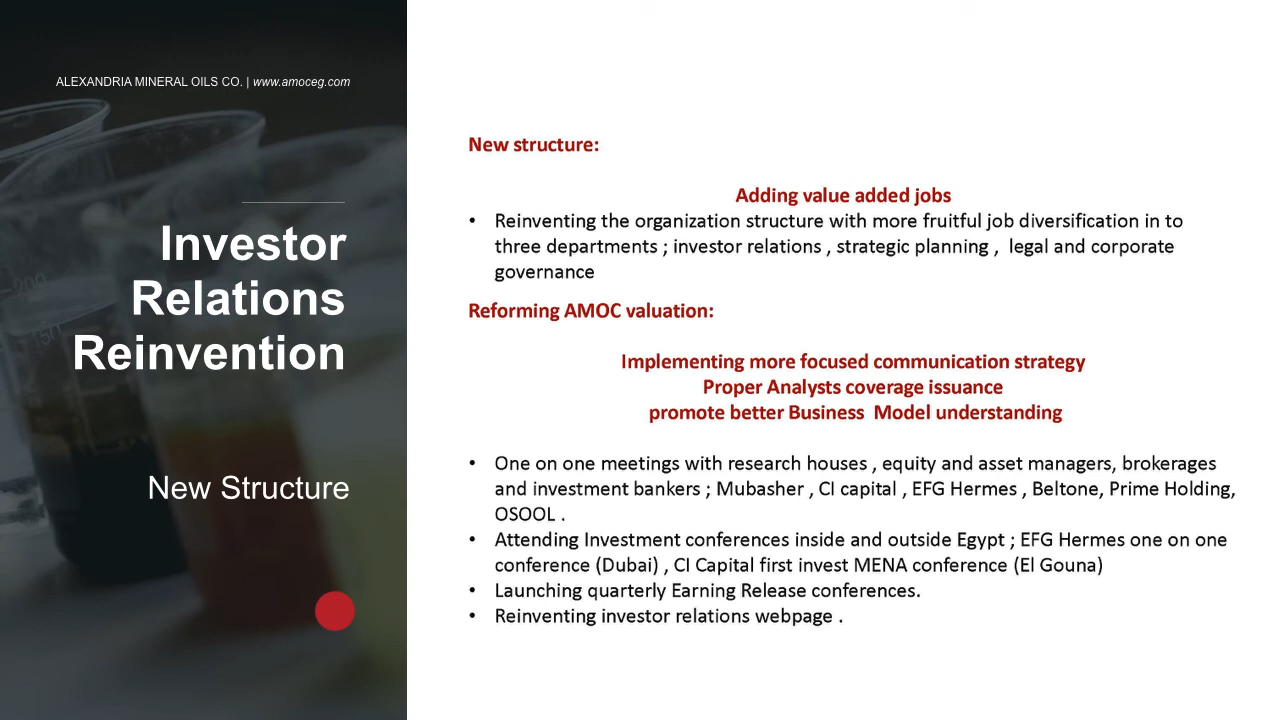 ALEXANDRIA MINERAL OILS CO. | www.amoceg.com
Investor
Relations
Reinvention
New Structure
New structure:
Adding value added jobs
• Reinventing the organization structure with more fruitful job diversification in to
three departments ; investor relations , strategic planning ,  legal and corporate
governance
Reforming AMOC valuation:
Implementing more focused communication strategy
Proper Analysts coverage issuance
promote better Business  Model understanding
• One on one meetings with research houses , equity and asset managers, brokerages
and investment bankers ; Mubasher , CI capital , EFG Hermes , Beltone, Prime Holding,
OSOOL .
• Attending Investment conferences inside and outside Egypt ; EFG Hermes one on one
conference (Dubai) , CI Capital first invest MENA conference (El Gouna)
• Launching quarterly Earning Release conferences.
• Reinventing investor relations webpage .